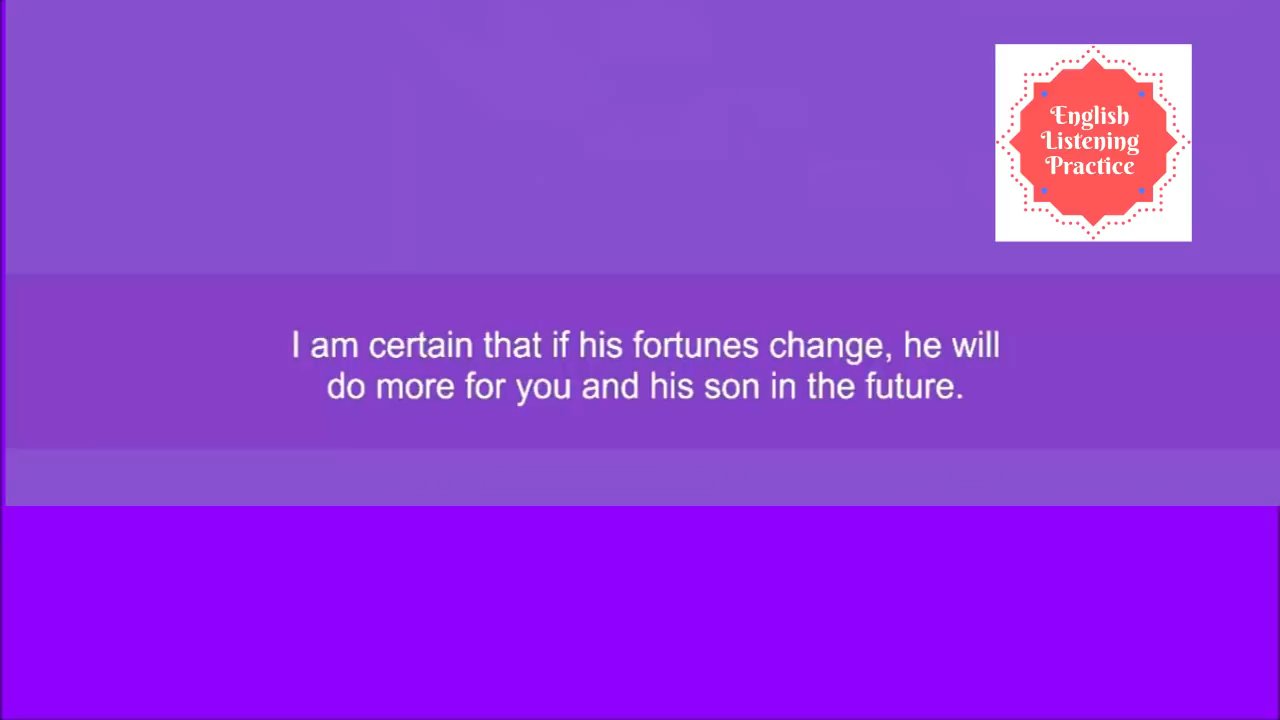 English
Listening
Practice
I am certain that if his fortunes change, he will
do more for you and his son in the future.